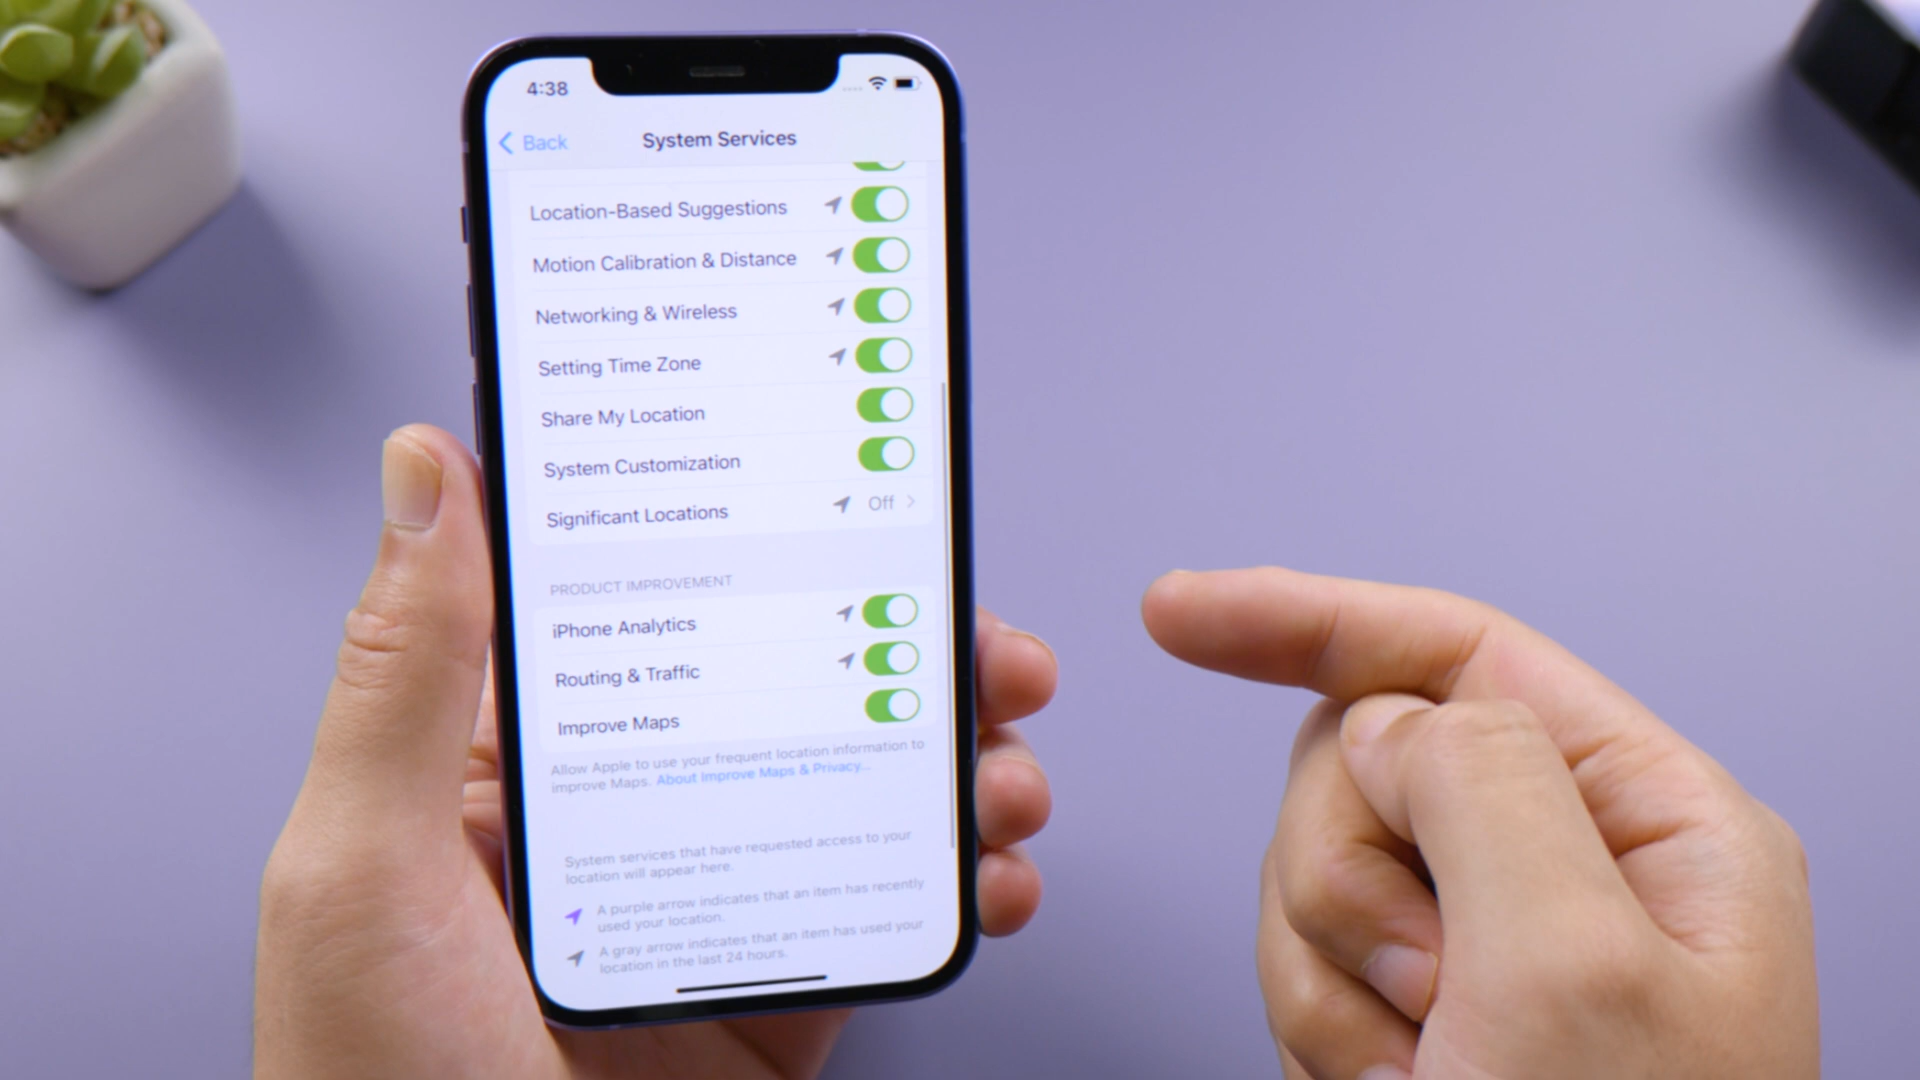 4:38
Back
System Services
Location-Based Suggestions
Motion Calibration & Distance
Networking & Wireless
Setting Time Zone
Share My Location
System Customization
Significant Locations Off
PRODUCT IMPROVEMENT
iPhone Analytics
Routing & Traffic
Improve Maps
Allow Apple to use your frequent location information to
improve Maps. About Improve Maps & Privacy...
System services that have requested access to your
location will appear here.
A purple arrow indicates that an item has recently
used your location.
A gray arrow indicates that an item has used your
location in the last 24 hours.